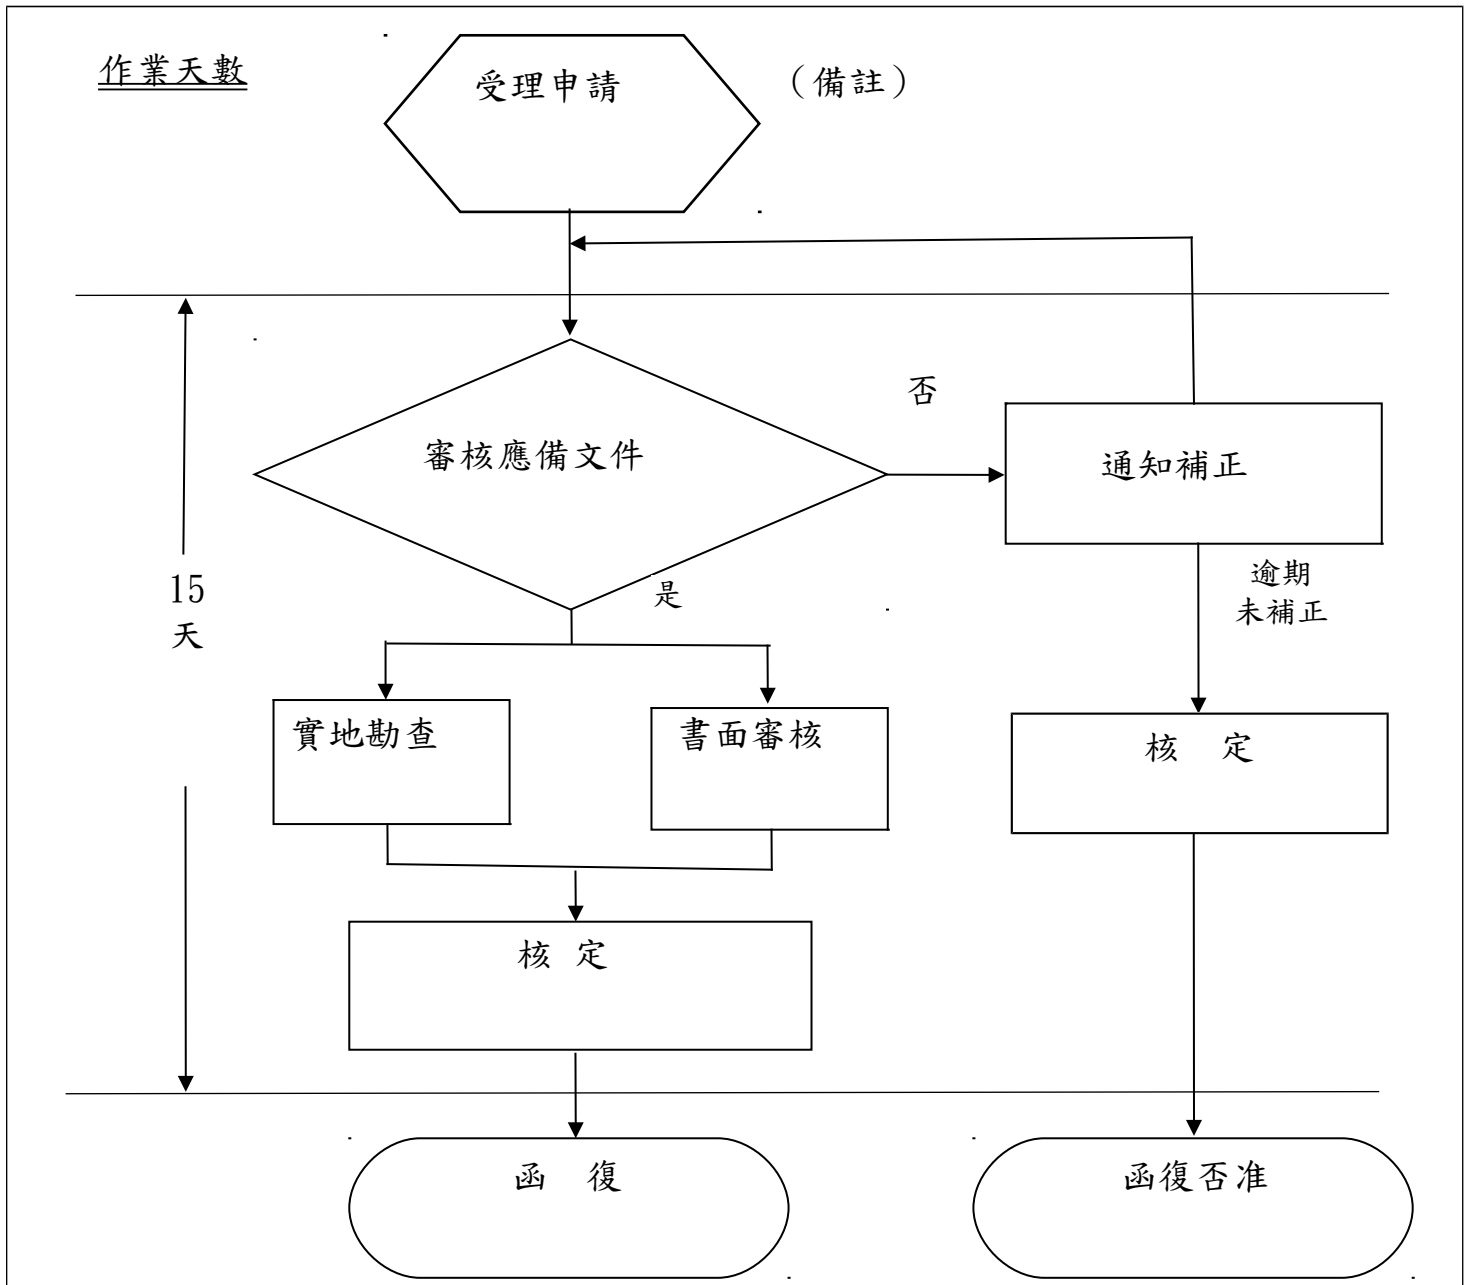 作業天數
受理申請
（備註）
否
審核應備文件
通知補正
是
逾期
未補正
15
天
實地勘查
書面審核
核 定
核 定
函 復
函復否准